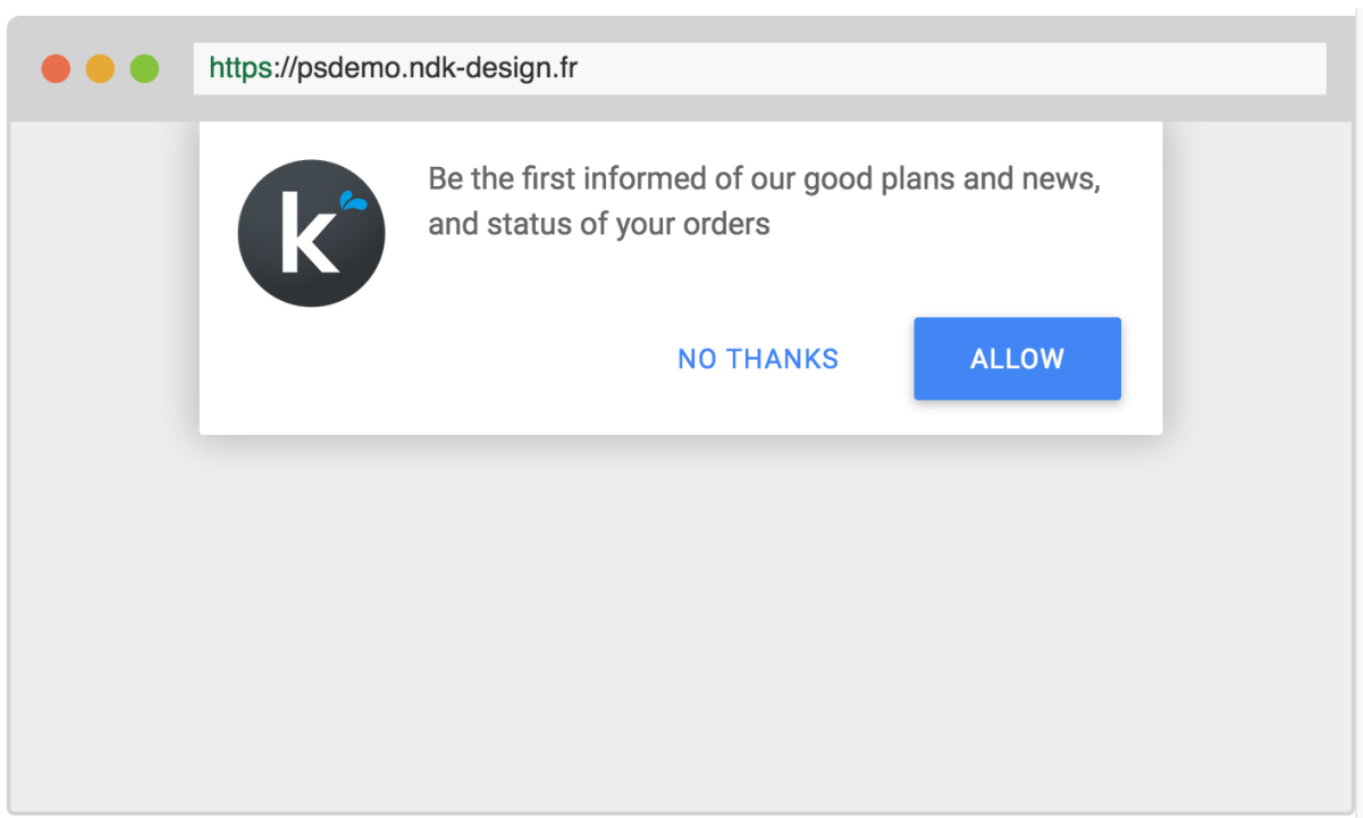 https://psdemo.ndk-design.fr
k
Be the first informed of our good plans and news,
and status of your orders
NO THANKS
ALLOW